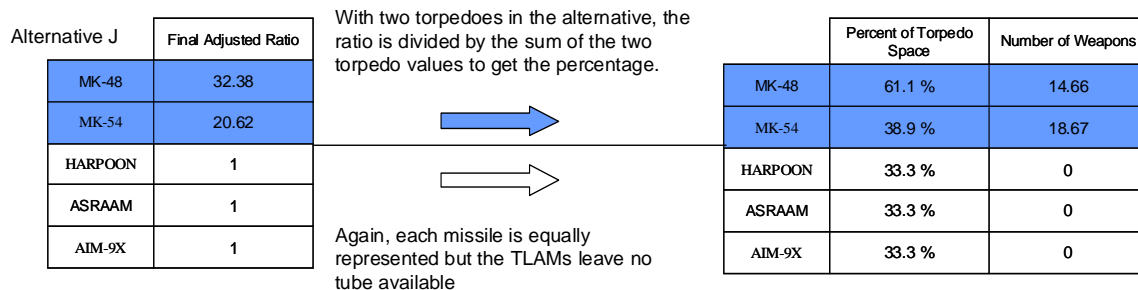 Alternative J
Final Adjusted Ratio
MK-48 32.38
MK-54 20.62
HARPOON 1
ASRAAM 1
AIM-9X 1
With two torpedoes in the alternative, the
ratio is divided by the sum of the two
torpedo values to get the percentage.
Again, each missile is equally
represented but the TLAMs leave no
tube available
Percent of Torpedo
Space
Number of Weapons
MK-48 61.1 % 14.66
MK-54 38.9 % 18.67
HARPOON 33.3 % 0
ASRAAM 33.3 % 0
AIM-9X 33.3 % 0